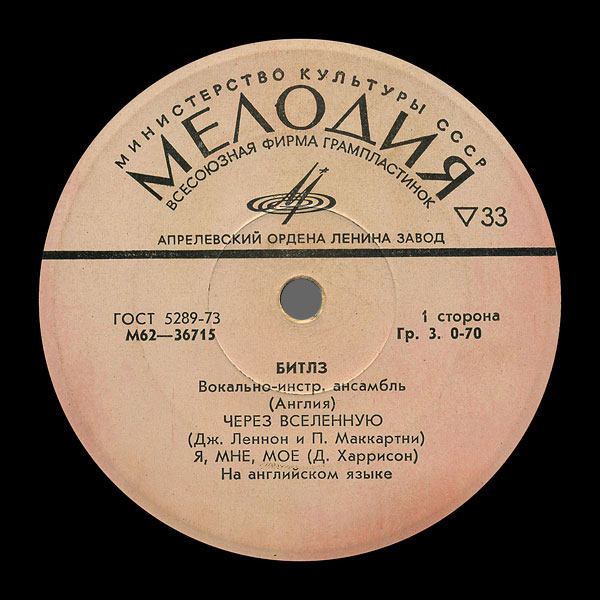 МИНИСТЕРСТВО КУЛЬТУРЫ СССР
МЕЛОДИЯ
ВСЕСОЮЗНАЯ ФИРМА ГРАМПЛАСТИНОК
▽33
АПРЕЛЕВСКИЙ ОРДЕНА ЛЕНИНА ЗАВОД
ГОСТ 5289-73
М62—36715
1 сторона
Гр. 3. 0-70
БИТЛЗ
Вокально-инстр. ансамбль
(Англия)
ЧЕРЕЗ ВСЕЛЕННУЮ
(Дж. Леннон и П. Маккартни)
Я, МНЕ, МОЕ (Д. Харрисон)
На английском языке